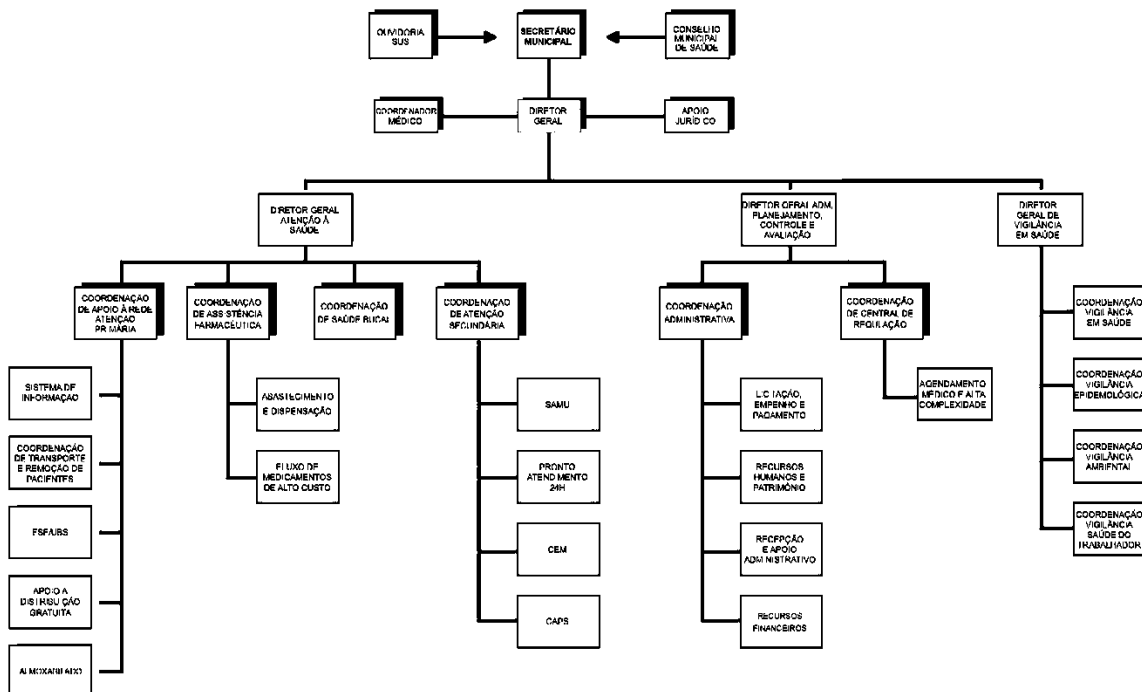 OUVIDORIA
SUS
SECRETÁRIO
MUNICIPAL
CONSELHO
MUNICIPAL
DE SAÚDE
COORDENADOR
MÉDICO
DIRETOR
GERAL
APOIO
JURÍDICO
DIRETOR GERAL
ATENÇÃO À
SAÚDE
DIRETOR GERAL ADM,
PLANEJAMENTO,
CONTROLE E
AVALIAÇÃO
DIRETOR
GERAL DE
VIGILÂNCIA
EM SAÚDE
COORDENAÇÃO
DE APOIO À REDE
ATENÇÃO
PRIMÁRIA
COORDENAÇÃO
DE ASSISTÊNCIA
FARMACÊUTICA
COORDENAÇÃO
DE SAÚDE BUCAL
COORDENAÇÃO
DE ATENÇÃO
SECUNDÁRIA
COORDENAÇÃO
ADMINISTRATIVA
COORDENAÇÃO
DE CENTRAL DE
REGULAÇÃO
COORDENAÇÃO
VIGILÂNCIA
EM SAÚDE
SISTEMA DE
INFORMAÇÃO
ABASTECIMENTO
E DISPENSAÇÃO
SAMU
LICITAÇÃO,
EMPENHO E
PAGAMENTO
AGENDAMENTO
MÉDICO E ALTA
COMPLEXIDADE
COORDENAÇÃO
VIGILÂNCIA
EPIDEMOLÓGICA
COORDENAÇÃO
DE TRANSPORTE
E REMOÇÃO DE
PACIENTES
FLUXO DE
MEDICAMENTOS
DE ALTO CUSTO
PRONTO
ATENDIMENTO
24H
RECURSOS
HUMANOS E
PATRIMÔNIO
COORDENAÇÃO
VIGILÂNCIA
AMBIENTAL
ESF/UBS
CEM
RECEPÇÃO
E APOIO
ADMINISTRATIVO
COORDENAÇÃO
VIGILÂNCIA
SAÚDE DO
TRABALHADOR
APOIO A
DISTRIBUIÇÃO
GRATUITA
CAPS
RECURSOS
FINANCEIROS
ALMOXARIFADO